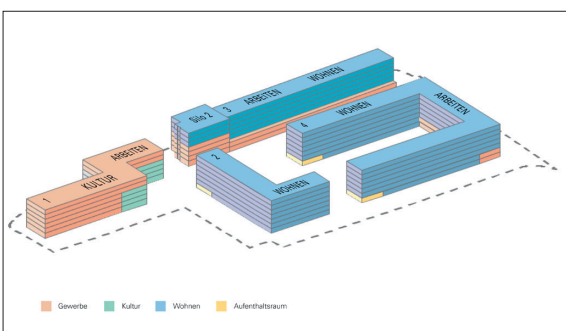 3 ARBEITEN WOHNEN
Silo 2
ARBEITEN
4 WOHNEN
ARBEITEN
1 KULTUR
2 WOHNEN
Gewerbe Kultur Wohnen Aufenthaltsraum